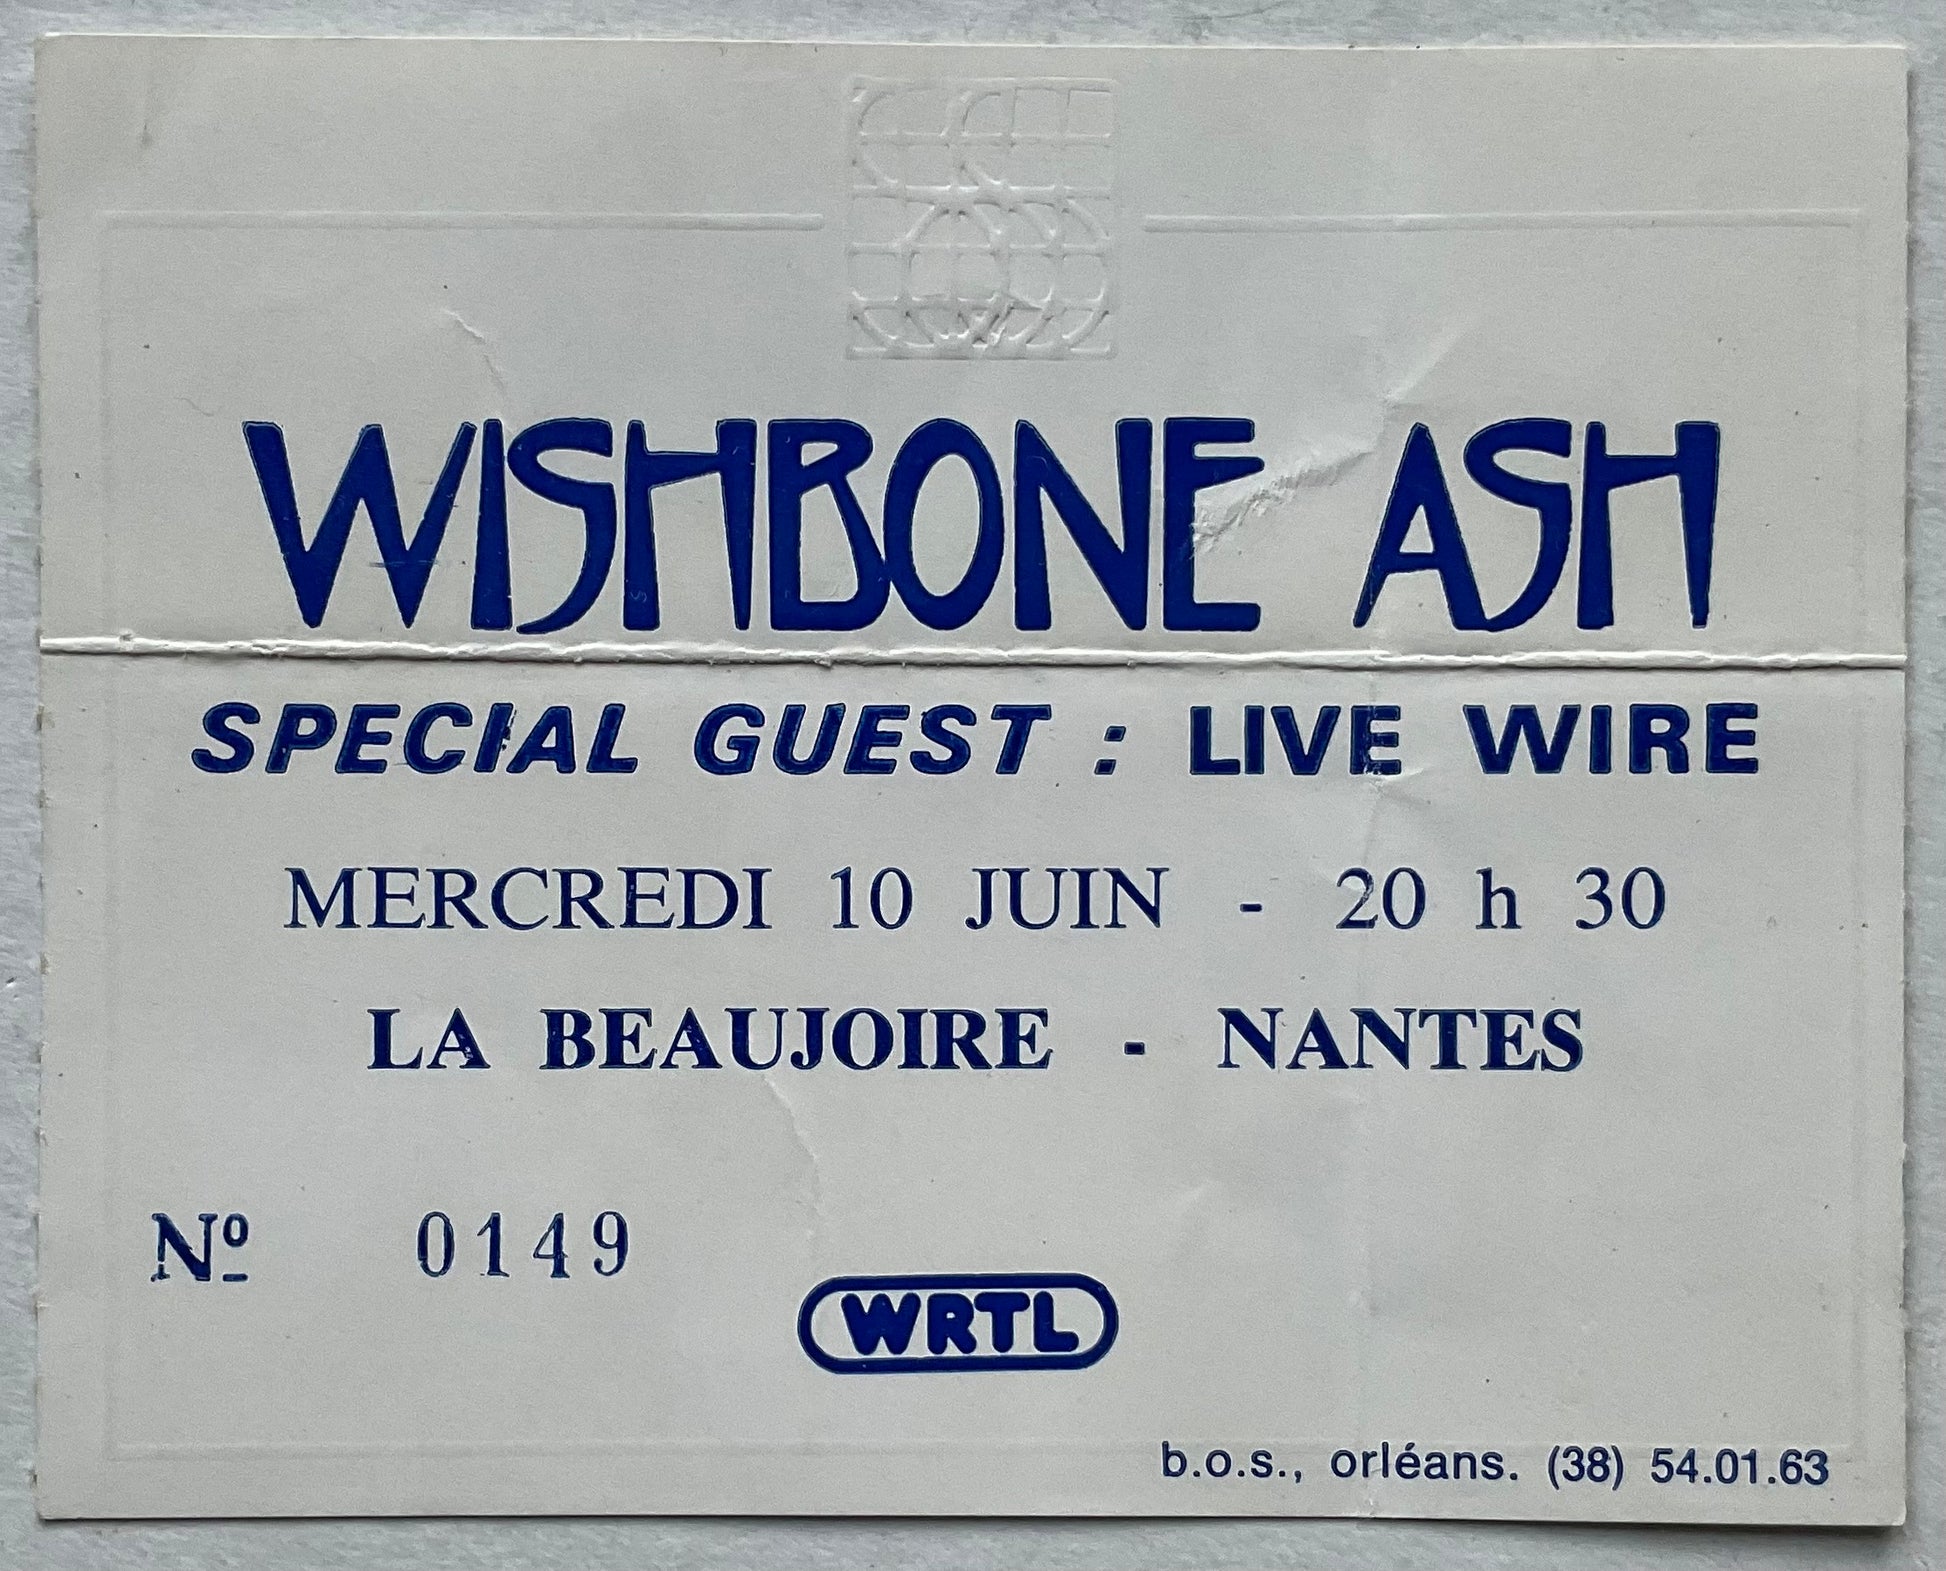 WISHBONE ASH
SPECIAL GUEST : LIVE WIRE
MERCREDI 10 JUIN - 20 h 30
LA BEAUJOIRE - NANTES
Nº 0149
WRTL
b.o.s., orléans. (38) 54.01.63